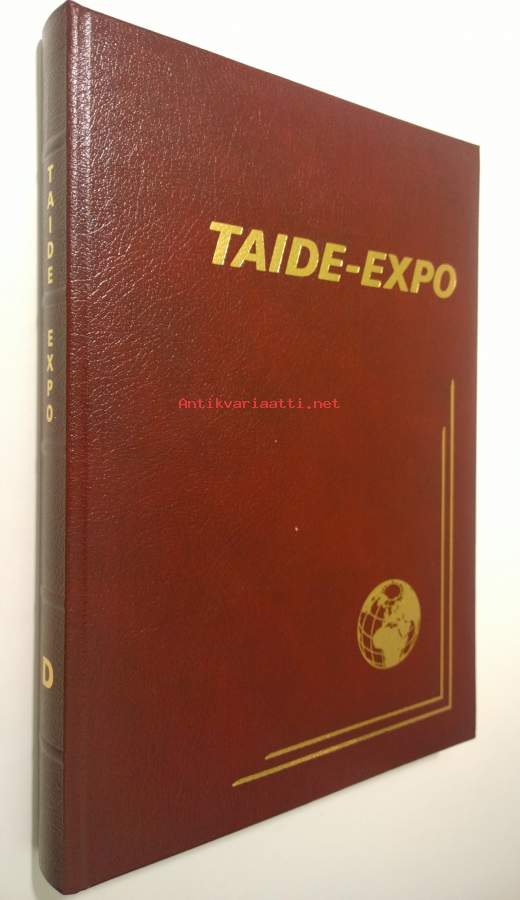 TAIDE-EXPO
TAIDE EXPO
D
Antikvariaatti.net